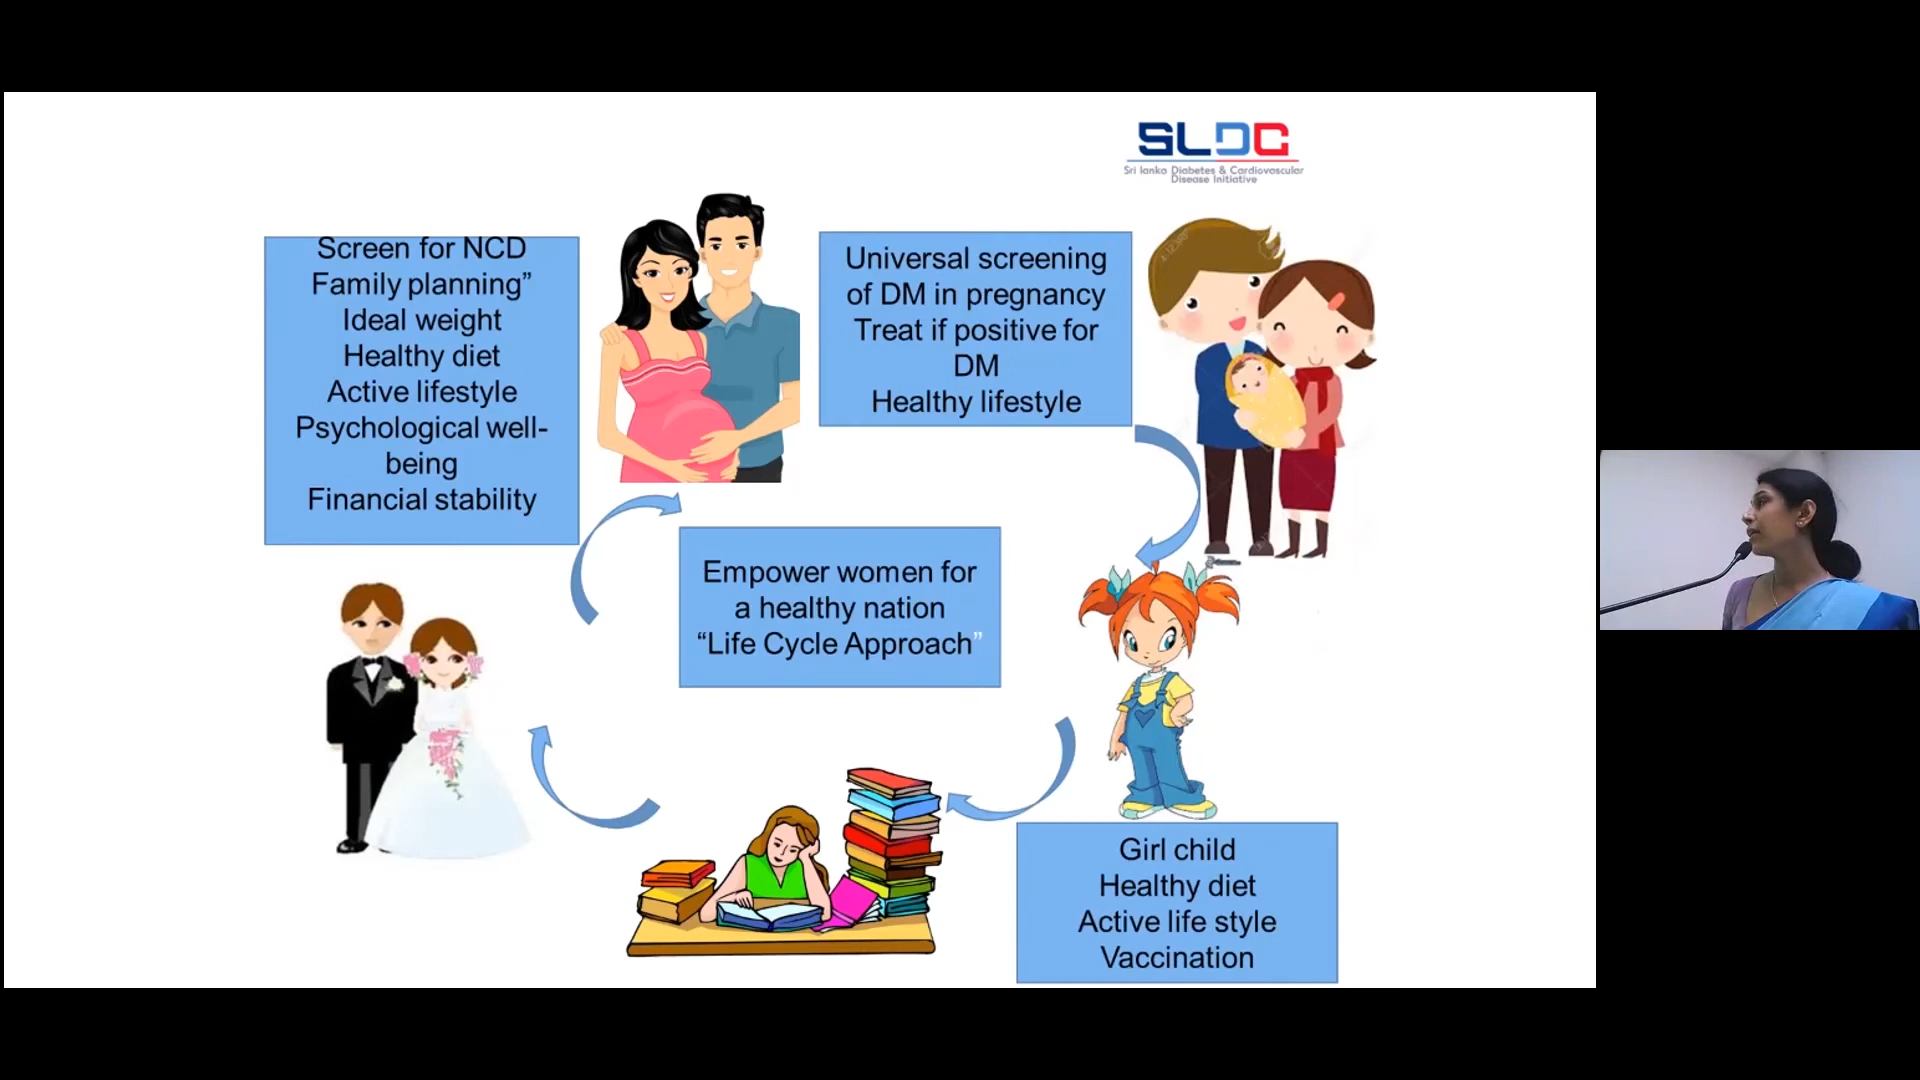 SLDC
Sri lanka Diabetes & Cardiovascular
Disease Initiative
Screen for NCD
Family planning”
Ideal weight
Healthy diet
Active lifestyle
Psychological well-
being
Financial stability
Universal screening
of DM in pregnancy
Treat if positive for
DM
Healthy lifestyle
Empower women for
a healthy nation
“Life Cycle Approach”
Girl child
Healthy diet
Active life style
Vaccination